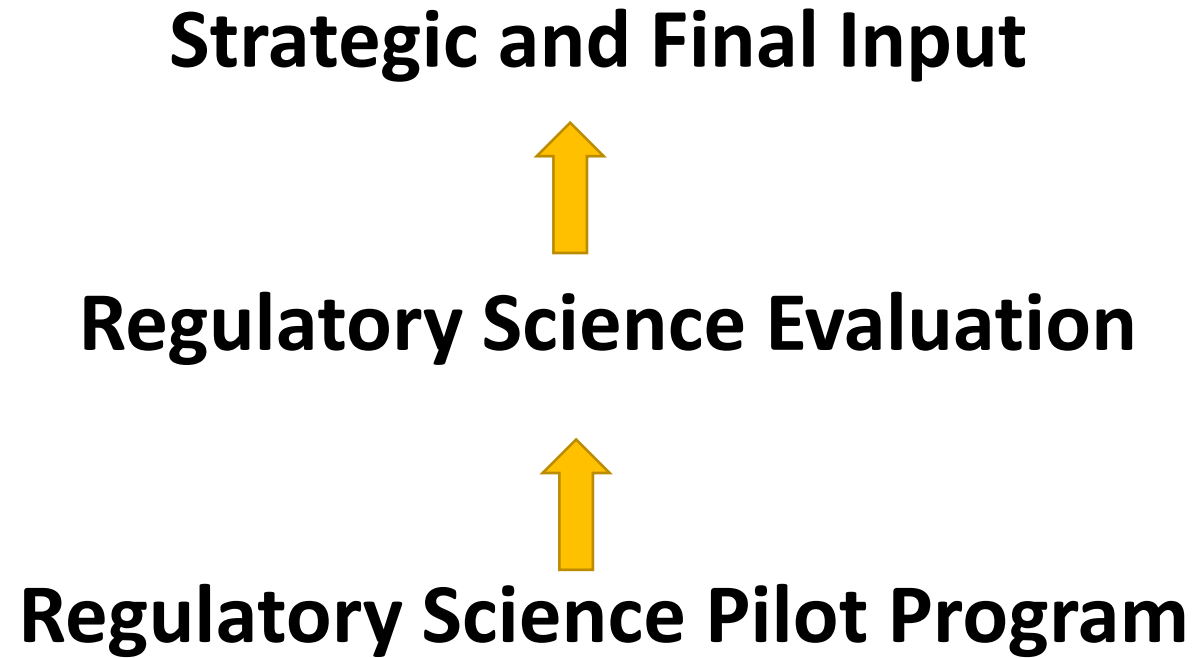 Strategic and Final Input
Regulatory Science Evaluation
Regulatory Science Pilot Program